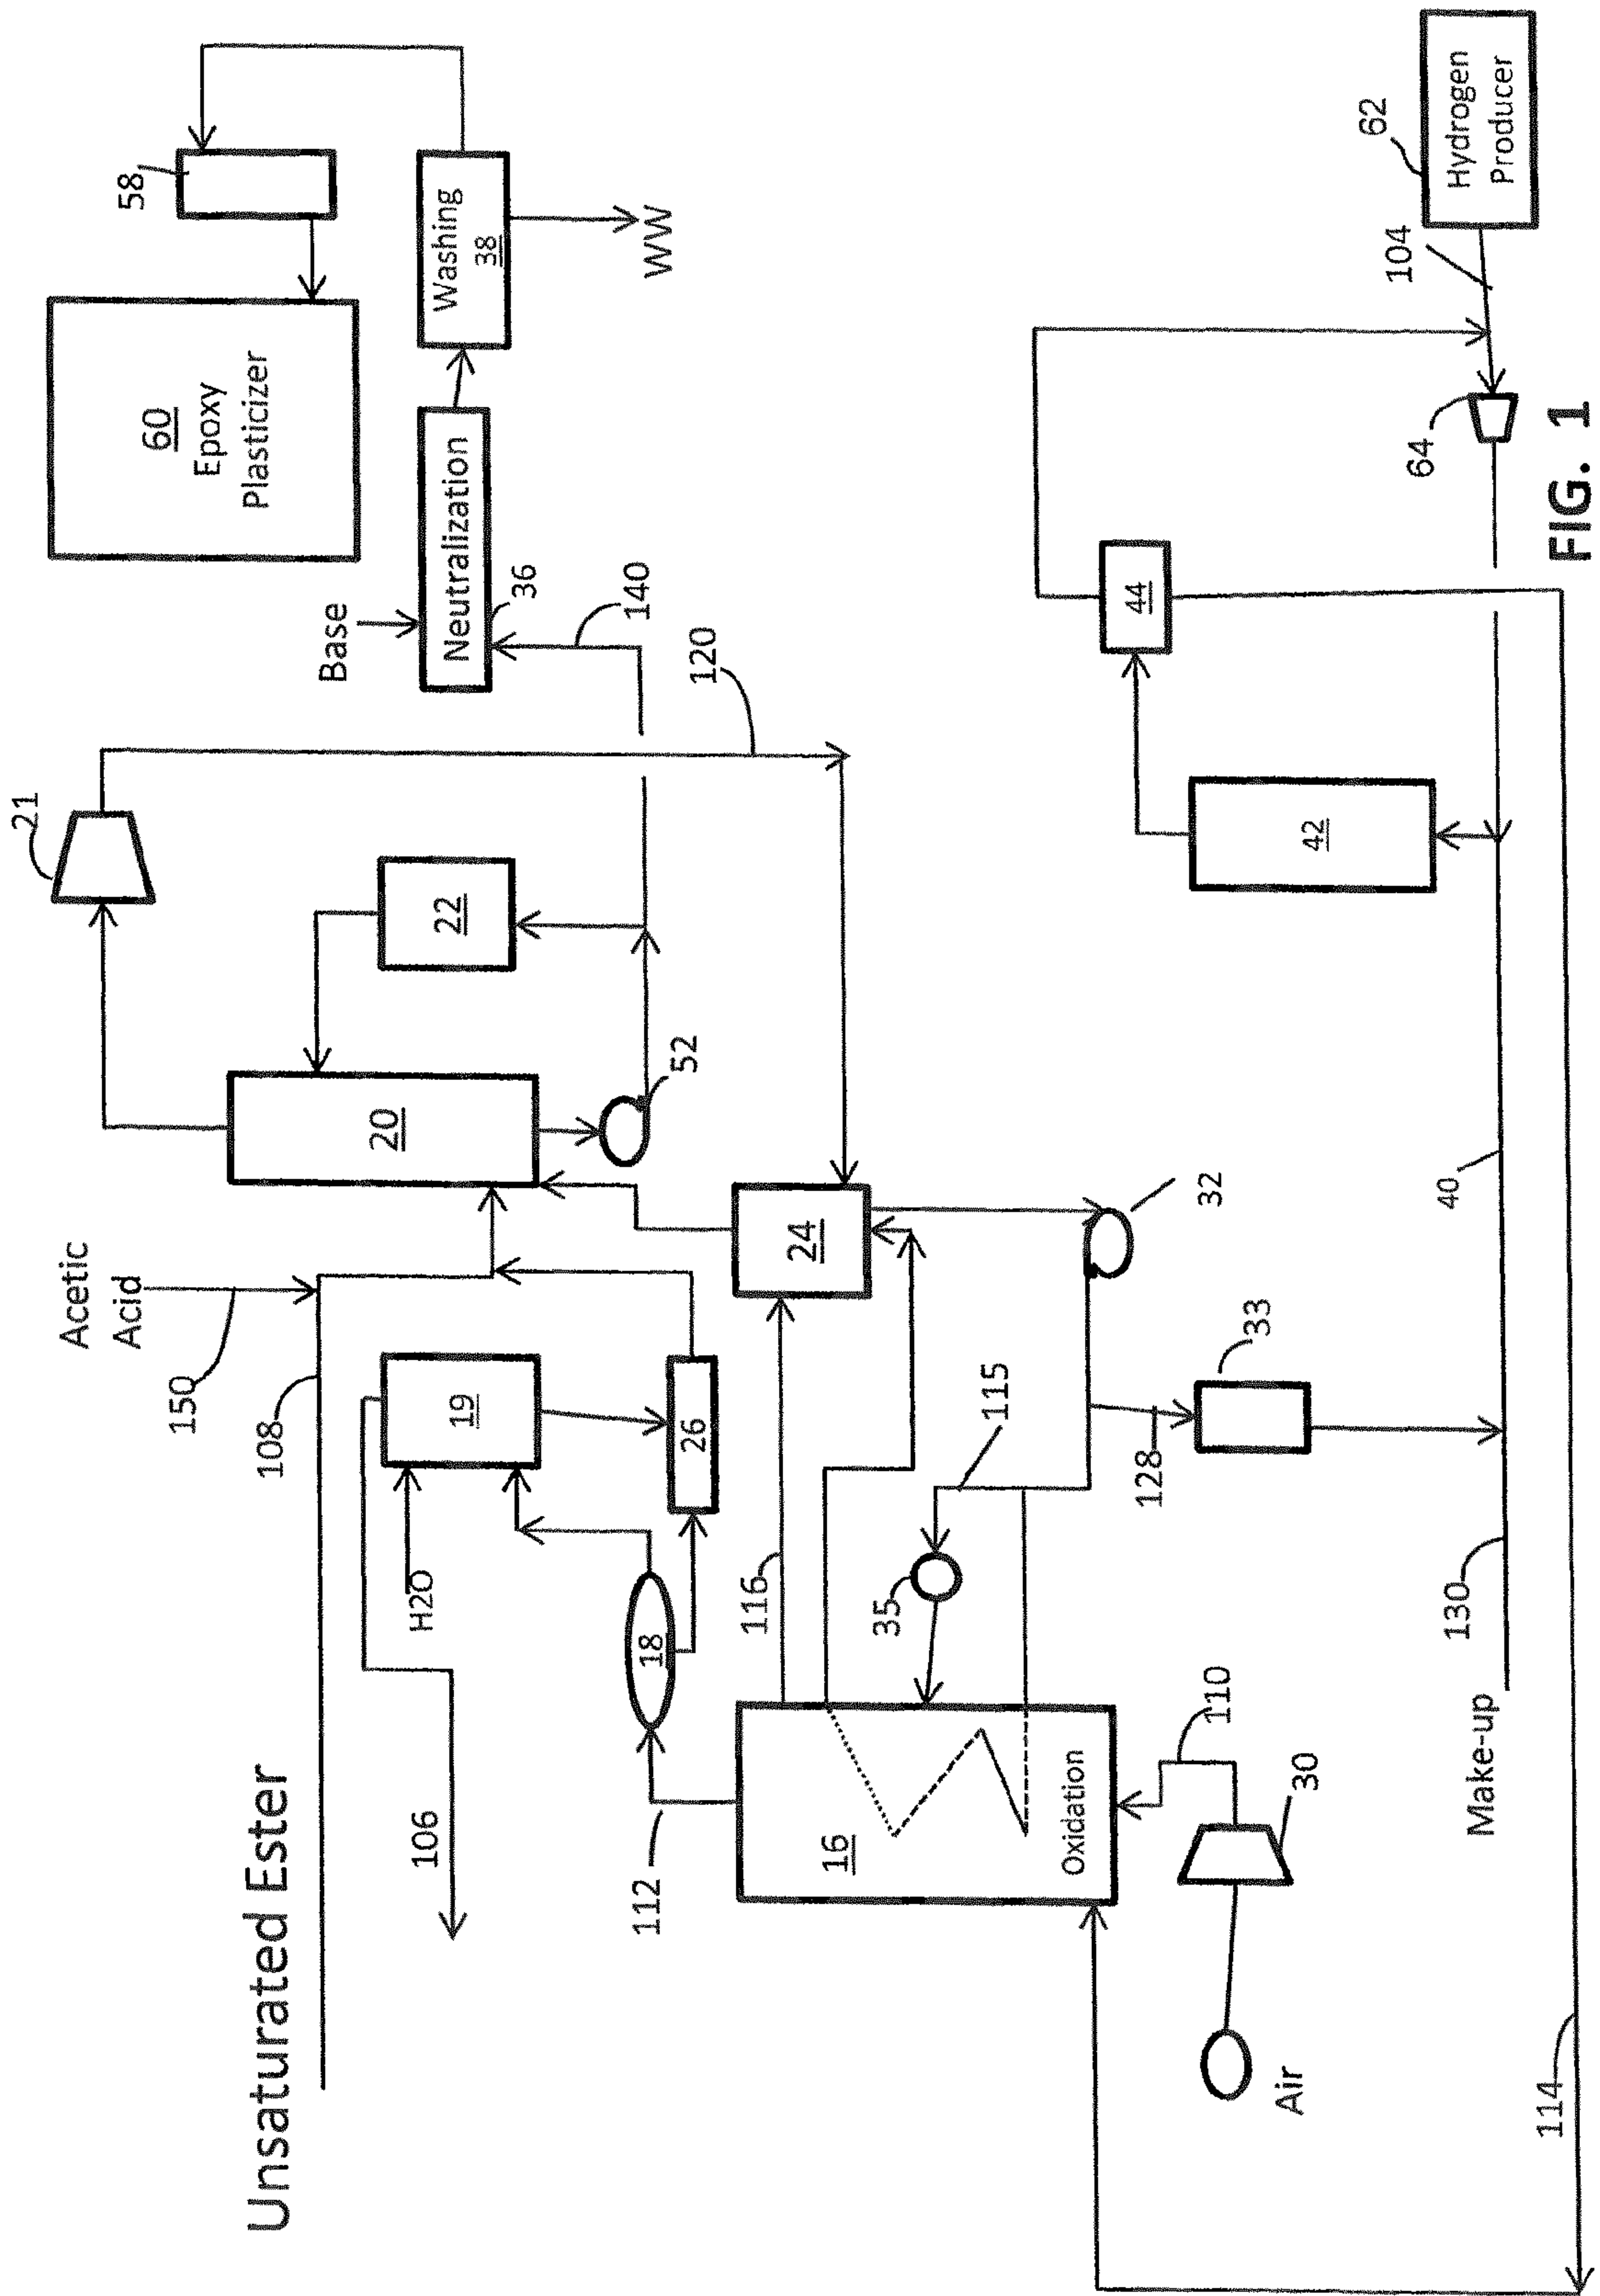 Unsaturated Ester
108
150
Acetic
Acid
106
H2O
19
112
18
26
20
21
22
52
Base
Neutralization
36
140
120
60
Epoxy
Plasticizer
58
Washing
38
WW
116
24
16
Oxidation
35
115
32
128
33
110
30
Air
Make-up
130
40
42
44
64
104
62
Hydrogen
Producer
114
FIG. 1